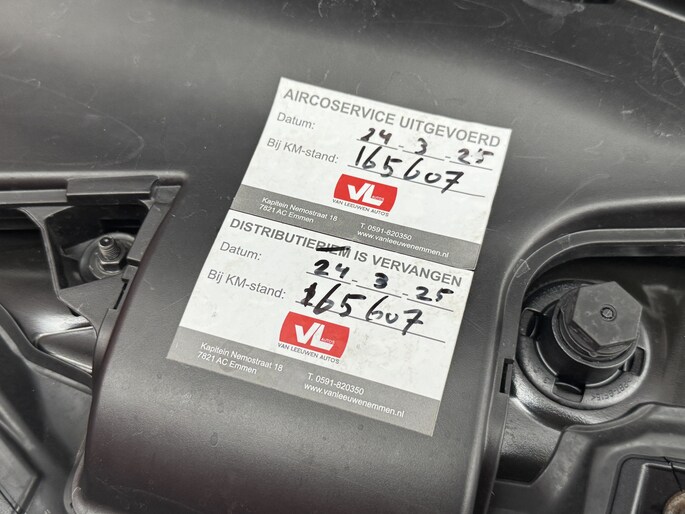 AIRCOSERVICE UITGEVOERD
Datum: 24-3-25
Bij KM-stand: 165607
VL
VAN LEEUWEN AUTO'S
Kapitein Nemostraat 18 T. 0591-820350
7821 AC Emmen www.vanleeuwenemmen.nl
DISTRIBUTIERIEM IS VERVANGEN
Datum: 24-3-25
Bij KM-stand: 165607
VL
VAN LEEUWEN AUTO'S
Kapitein Nemostraat 18 T. 0591-820350
7821 AC Emmen www.vanleeuwenemmen.nl